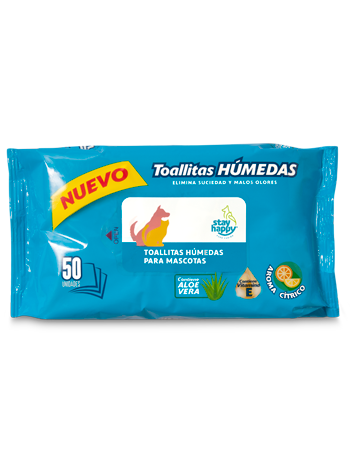 NUEVO
Toallitas HÚMEDAS
ELIMINA SUCIEDAD Y MALOS OLORES
stay
happy
TOALLITAS HÚMEDAS
PARA MASCOTAS
50
UNIDADES
Contiene
ALOE
VERA
Contiene
Vitamina
E
AROMA CÍTRICO